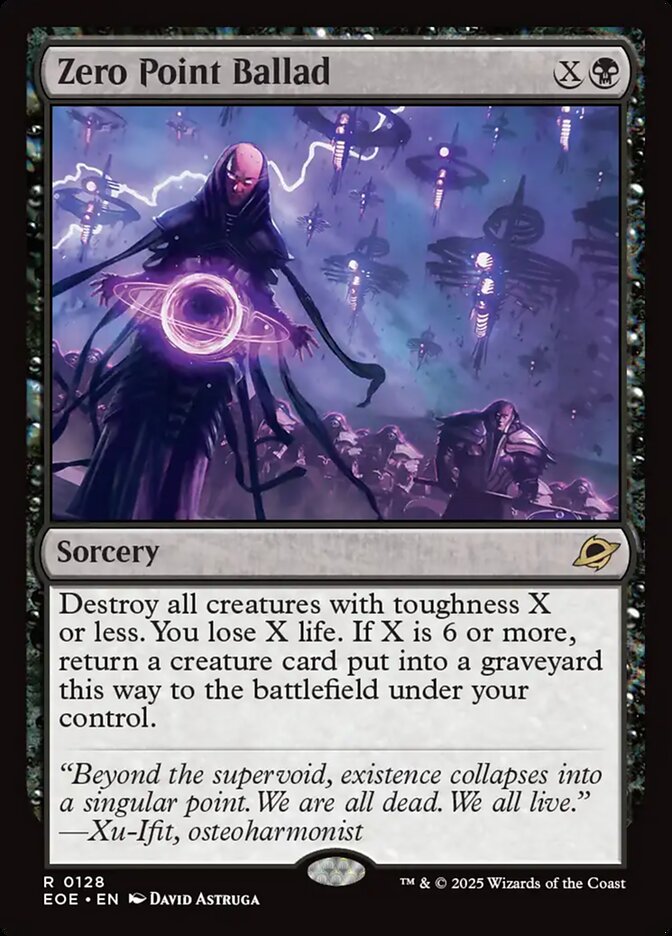 Zero Point Ballad X
Sorcery
Destroy all creatures with toughness X
or less. You lose X life. If X is 6 or more,
return a creature card put into a graveyard
this way to the battlefield under your
control.
“Beyond the supervoid, existence collapses into
a singular point. We are all dead. We all live.”
—Xu-Ifit, osteoharmonist
R 0128
EOE • EN David Astruga
™ & © 2025 Wizards of the Coast